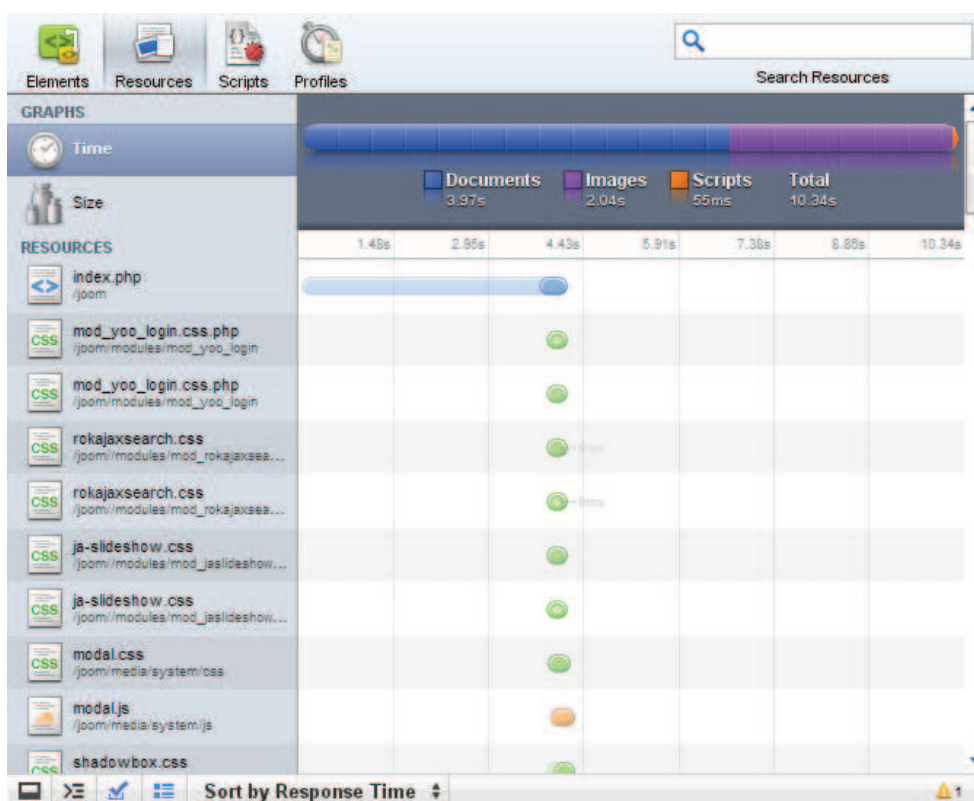 Elements Resources Scripts Profiles
Search Resources
GRAPHS
Time
Size
Documents Images Scripts Total
3.97s 2.04s 55ms 10.34s
RESOURCES
1.48s 2.95s 4.43s 5.91s 7.38s 8.86s 10.34s
index.php
/joom
mod_yoo_login.css.php
/joom/modules/mod_yoo_login
mod_yoo_login.css.php
/joom/modules/mod_yoo_login
rokajaxsearch.css
/joom//modules/mod_rokajaxsea...
0ms
rokajaxsearch.css
/joom//modules/mod_rokajaxsea...
0ms
ja-slideshow.css
/joom//modules/mod_jaslideshow...
ja-slideshow.css
/joom//modules/mod_jaslideshow...
modal.css
/joom/media/system/css
modal.js
/joom/media/system/js
shadowbox.css
Sort by Response Time
1